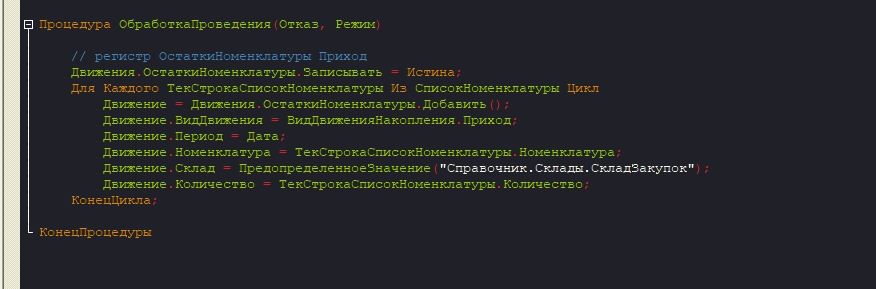 Процедура ОбработкаПроведения(Отказ, Режим)
// регистр ОстаткиНоменклатуры Приход
Движения.ОстаткиНоменклатуры.Записывать = Истина;
Для Каждого ТекСтрокаСписокНоменклатуры Из СписокНоменклатуры Цикл
Движение = Движения.ОстаткиНоменклатуры.Добавить();
Движение.ВидДвижения = ВидДвиженияНакопления.Приход;
Движение.Период = Дата;
Движение.Номенклатура = ТекСтрокаСписокНоменклатуры.Номенклатура;
Движение.Склад = ПредопределенноеЗначение("Справочник.Склады.СкладЗакупок");
Движение.Количество = ТекСтрокаСписокНоменклатуры.Количество;
КонецЦикла;
КонецПроцедуры